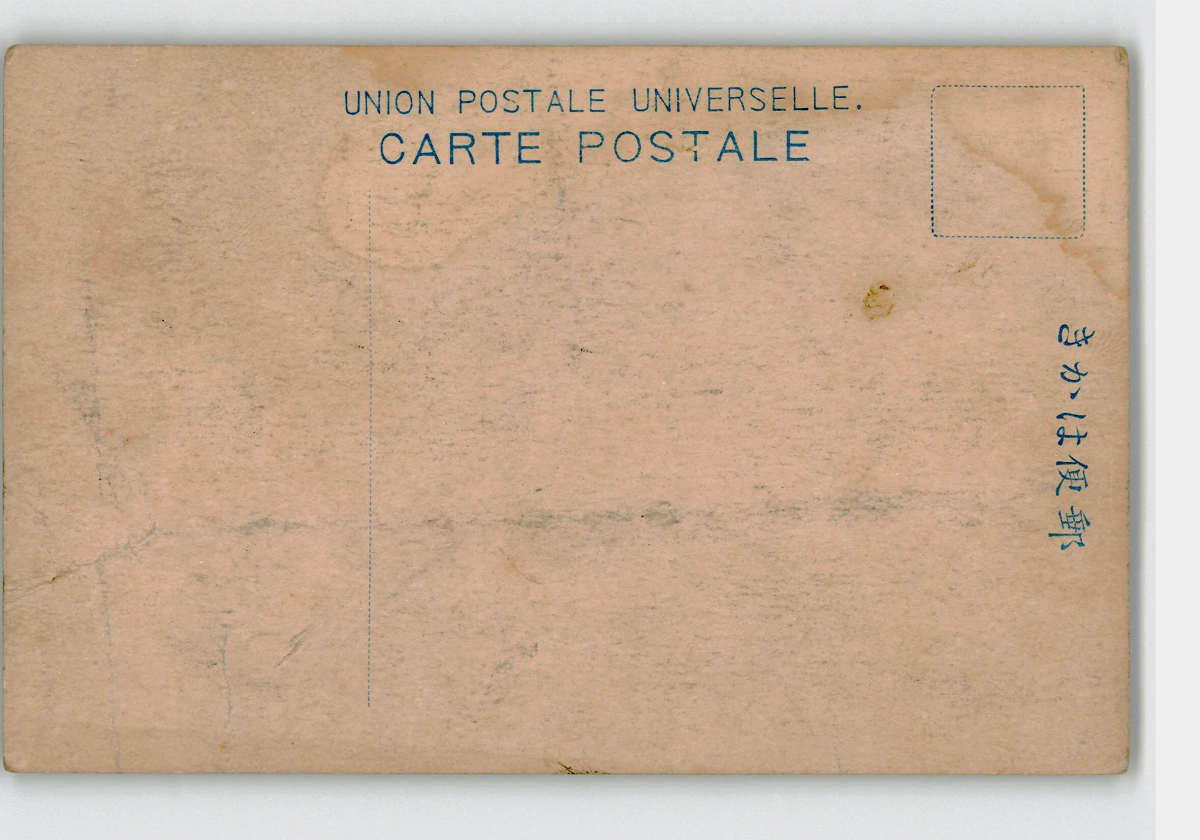 UNION POSTALE UNIVERSELLE.
CARTE POSTALE
郵便はかき